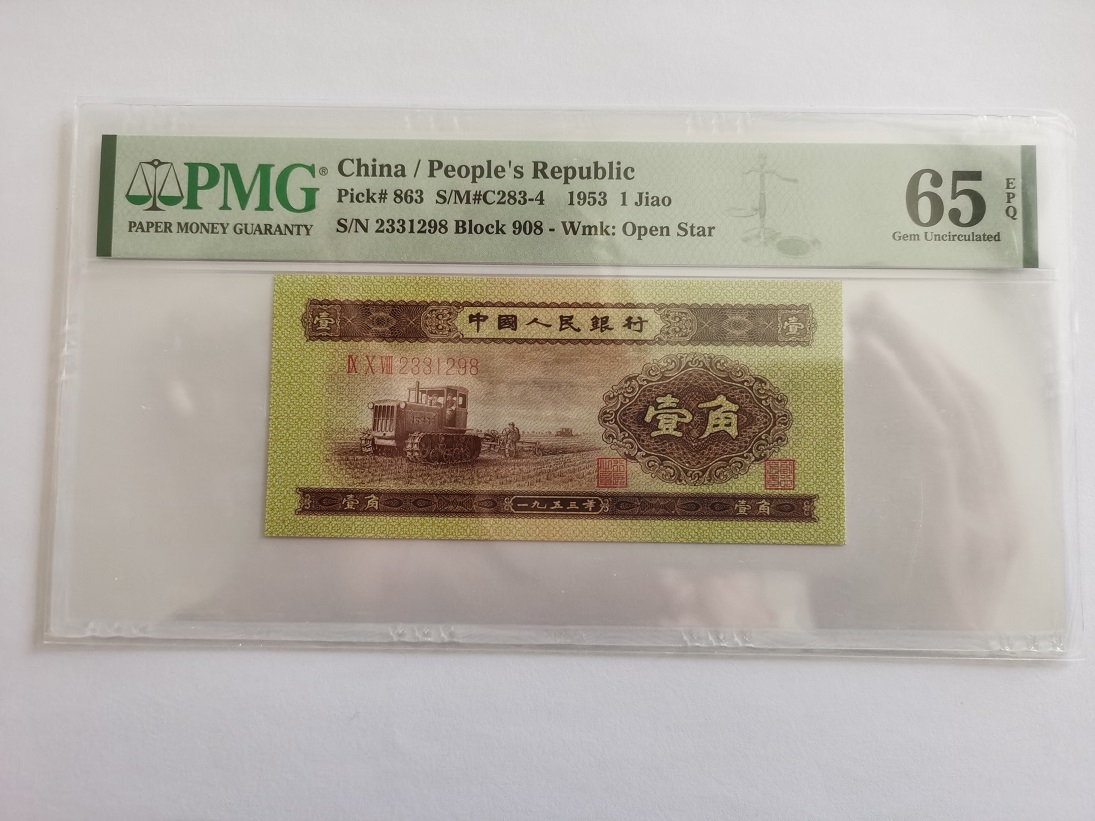 PMG®
PAPER MONEY GUARANTY
China / People's Republic
Pick# 863 S/M#C283-4 1953 1 Jiao
S/N 2331298 Block 908 - Wmk: Open Star
65 EPQ
Gem Uncirculated
壹 中國人民銀行 壹
IX X VIII 2331298
壹角
壹角 一九五三年 壹角